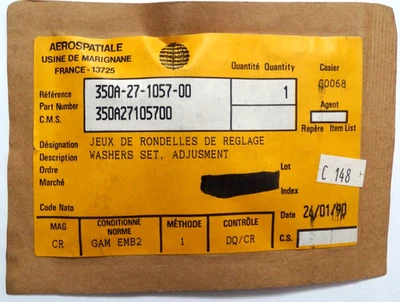 AEROSPATIALE
USINE DE MARIGNANE
FRANCE - 13725
Quantité Quantity Casier
1 G0068
Référence 350A-27-1057-00
Part Number
C.M.S. 350A27105700
Agent
Repère Item List
Désignation JEUX DE RONDELLES DE REGLAGE
Description WASHERS SET, ADJUSMENT
Ordre Lot
Marché Index
C 148
Code Nato Date 24/01/90
MAG CONDITIONNE NORME MÉTHODE CONTRÔLE
CR GAM EMB2 1 DQ/CR C.S.